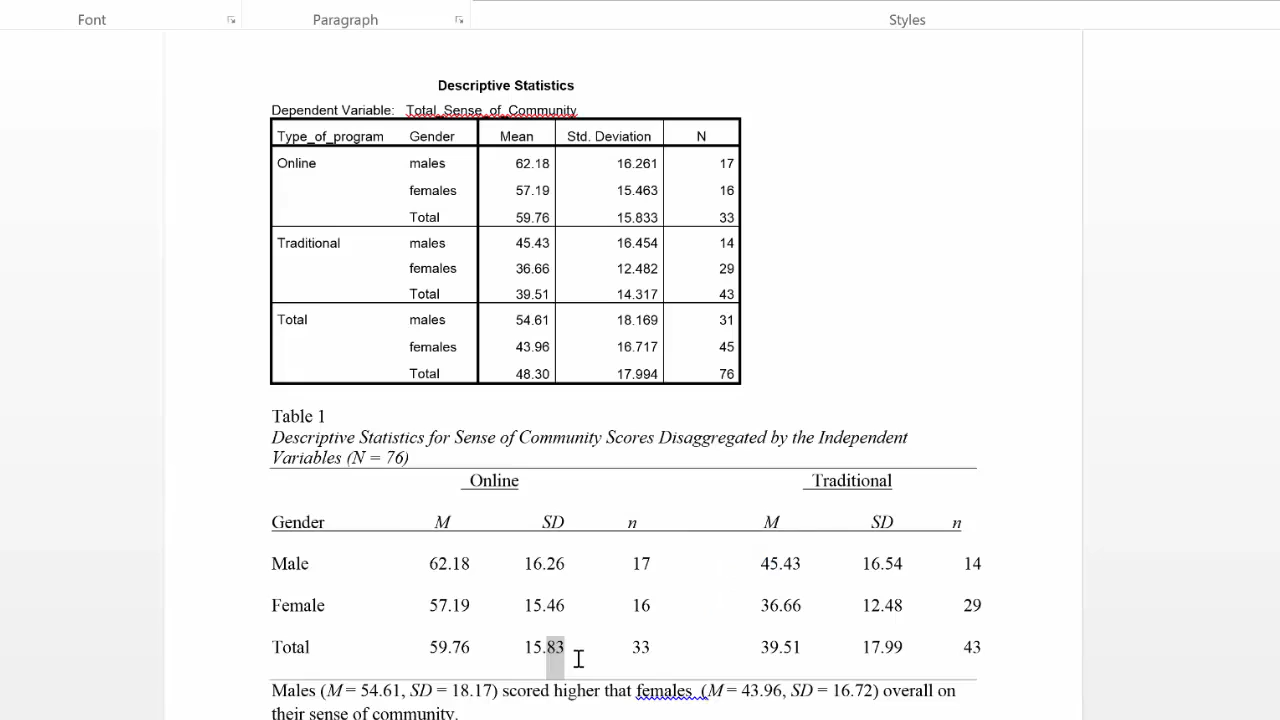 Font Paragraph Styles
Descriptive Statistics
Dependent Variable: Total_Sense_of_Community
Type_of_program Gender Mean Std. Deviation N
Online males 62.18 16.261 17
females 57.19 15.463 16
Total 59.76 15.833 33
Traditional males 45.43 16.454 14
females 36.66 12.482 29
Total 39.51 14.317 43
Total males 54.61 18.169 31
females 43.96 16.717 45
Total 48.30 17.994 76
Table 1
Descriptive Statistics for Sense of Community Scores Disaggregated by the Independent
Variables (N = 76)
Online Traditional
Gender M SD n M SD n
Male 62.18 16.26 17 45.43 16.54 14
Female 57.19 15.46 16 36.66 12.48 29
Total 59.76 15.83 33 39.51 17.99 43
Males (M = 54.61, SD = 18.17) scored higher that females (M = 43.96, SD = 16.72) overall on
their sense of community.